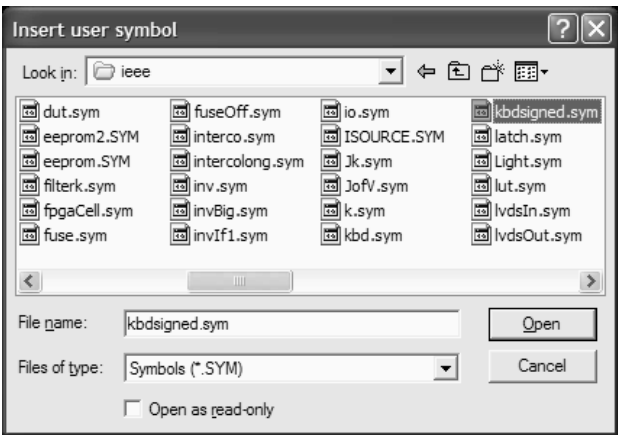 Insert user symbol
Look in: ieee
dut.sym fuseOff.sym io.sym kbdsigned.sym
eeprom2.SYM interco.sym ISOURCE.SYM latch.sym
eeprom.SYM intercolong.sym Jk.sym Light.sym
filterk.sym inv.sym JofV.sym lut.sym
fpgaCell.sym invBig.sym k.sym lvdsIn.sym
fuse.sym invIf1.sym kbd.sym lvdsOut.sym
File name: kbdsigned.sym Open
Files of type: Symbols (*.SYM) Cancel
Open as read-only